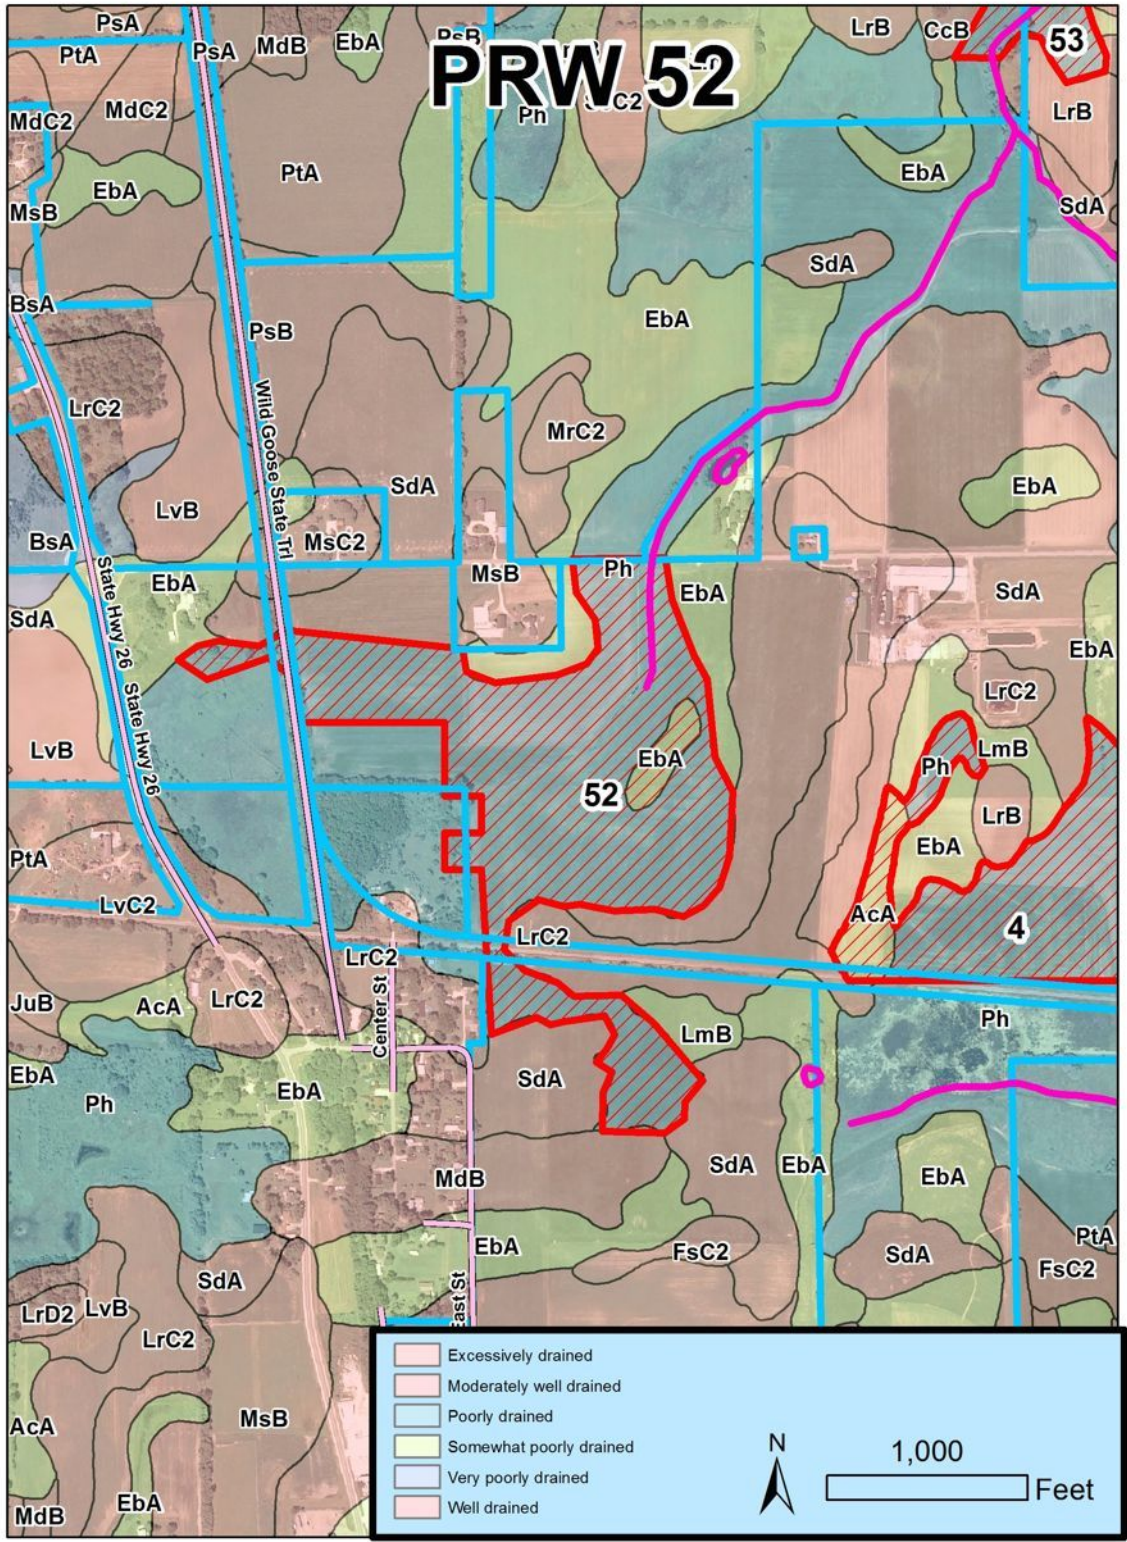 PsA
PtA
PsA
MdB
EbA
PsB
PRW 52
LrB
CcB
53
MdC2
MdC2
Ph
LrB
EbA
PtA
EbA
MsB
SdA
SdA
BsA
PsB
EbA
LrC2
Wild Goose State Trl
MrC2
SdA
EbA
LvB
BsA
MsC2
State Hwy 26
EbA
MsB
Ph
EbA
SdA
SdA
EbA
LrC2
State Hwy 26
LvB
EbA
52
LmB
Ph
LrB
EbA
PtA
LvC2
AcA
4
LrC2
LrC2
LrC2
JuB
AcA
Center St
Ph
LmB
EbA
SdA
EbA
Ph
SdA
EbA
EbA
MdB
EbA
FsC2
SdA
PtA
FsC2
SdA
LrD2
LvB
East St
LrC2
AcA
MsB
EbA
MdB
Excessively drained
Moderately well drained
Poorly drained
Somewhat poorly drained
Very poorly drained
Well drained
N
1,000
Feet